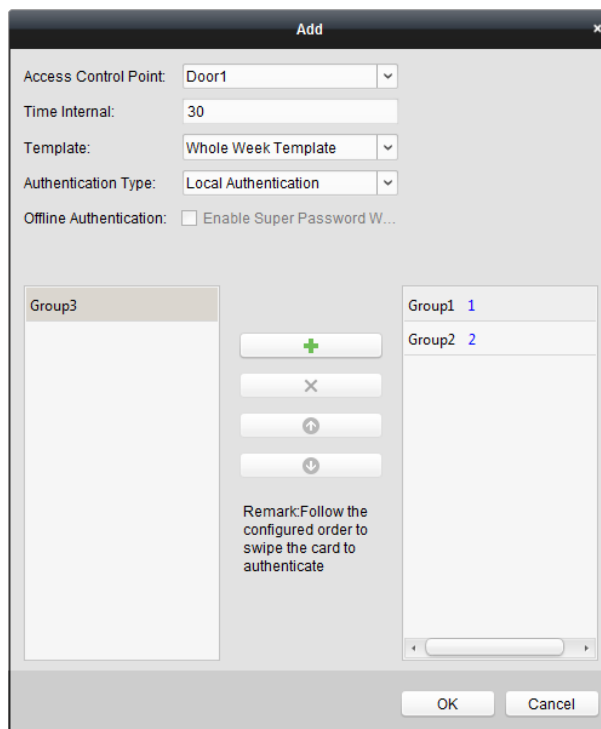 Add
Access Control Point: Door1
Time Internal: 30
Template: Whole Week Template
Authentication Type: Local Authentication
Offline Authentication: Enable Super Password W...
Group3
Group1 1
Group2 2
Remark:Follow the
configured order to
swipe the card to
authenticate
OK Cancel